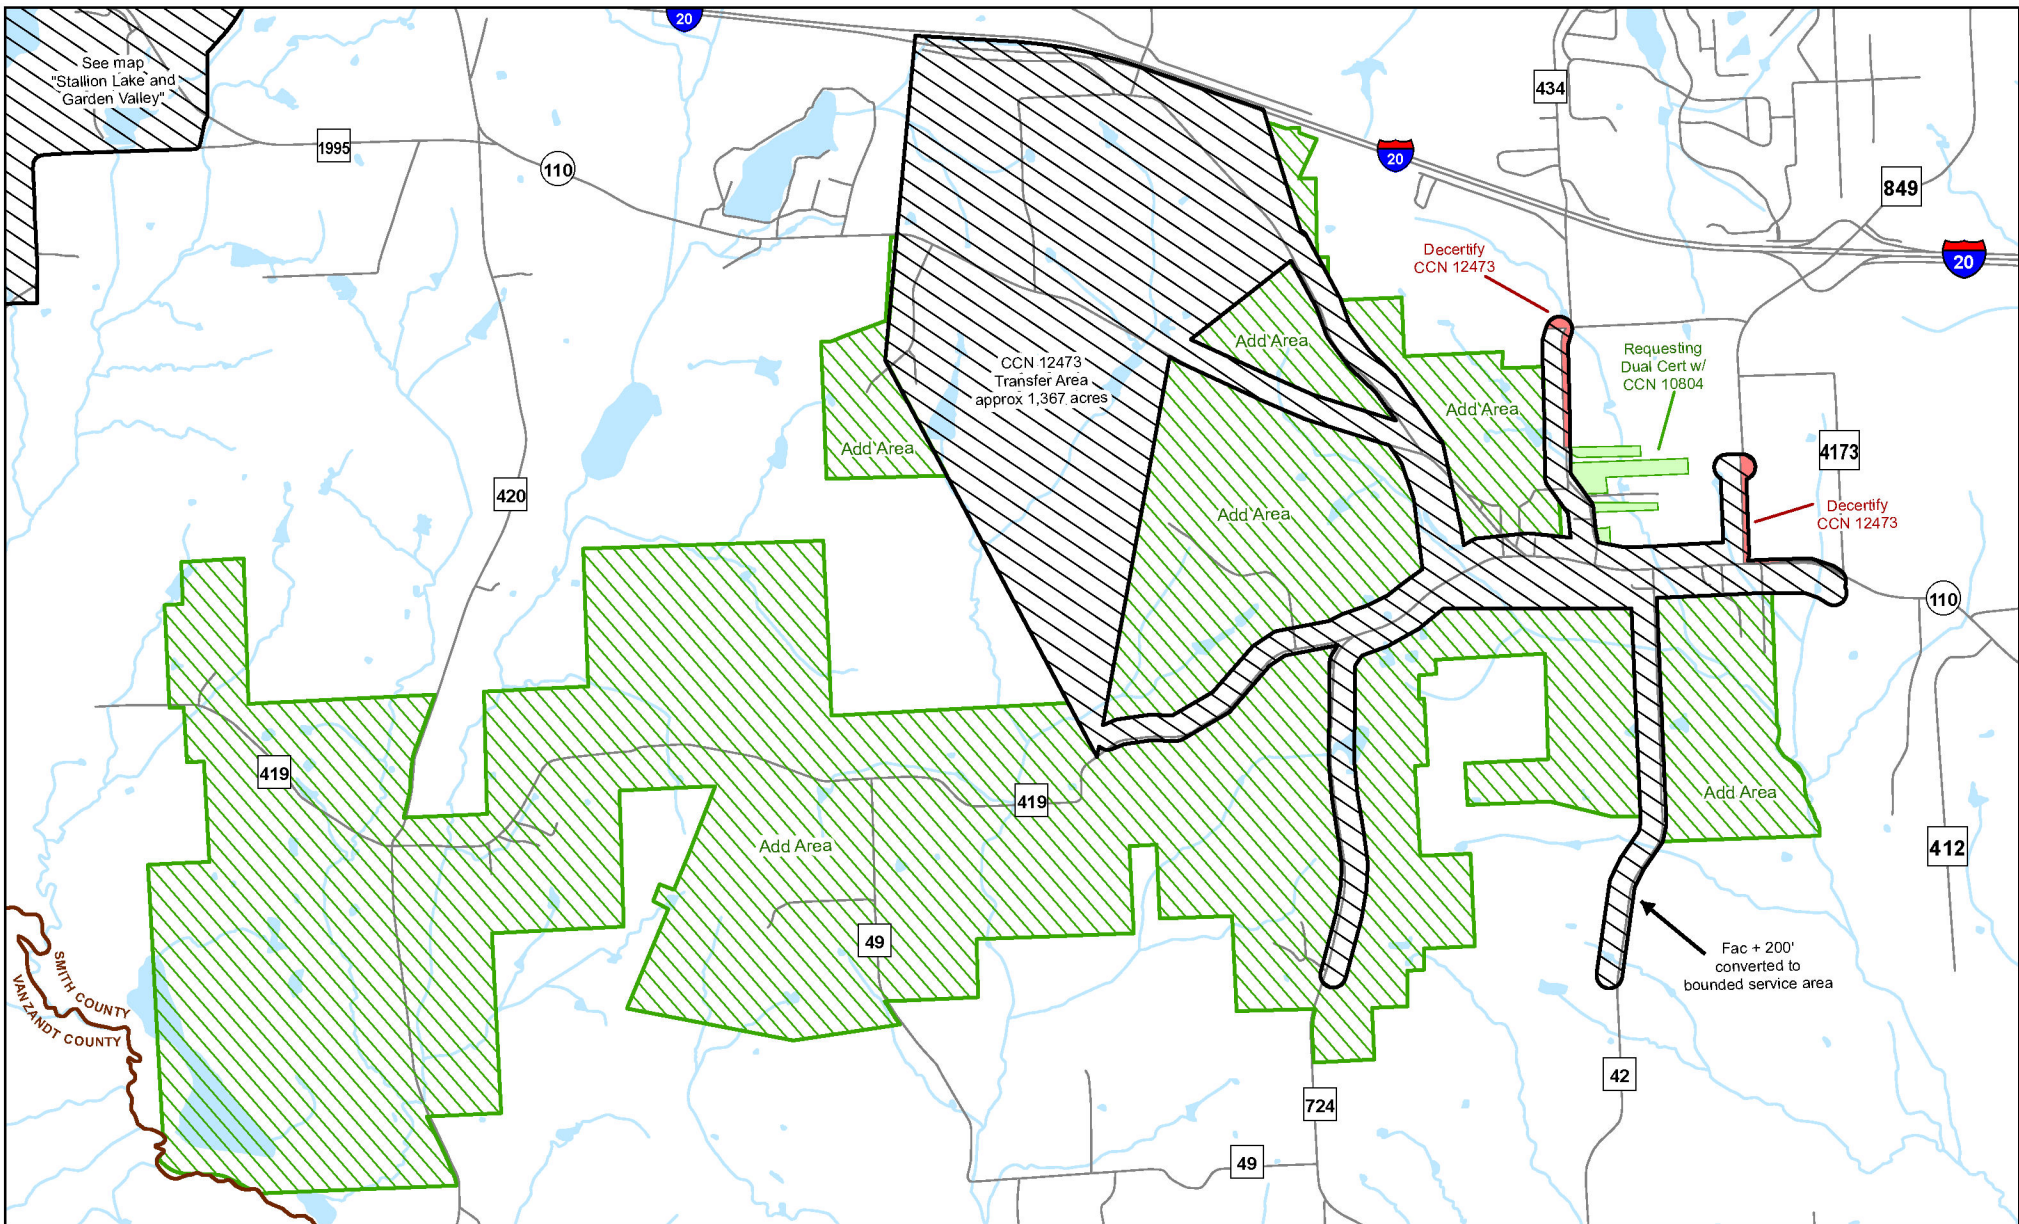 20
See map
"Stallion Lake and
Garden Valley"
1995
110
434
20
849
Decertify
CCN 12473
20
Add Area
Requesting
Dual Cert w/
CCN 10804
CCN 12473
Transfer Area
approx 1,367 acres
Add Area
Add Area
4173
420
Add Area
Decertify
CCN 12473
110
419
419
Add Area
Add Area
412
49
Fac + 200'
converted to
bounded service area
SMITH COUNTY
VAN ZANDT COUNTY
42
724
49